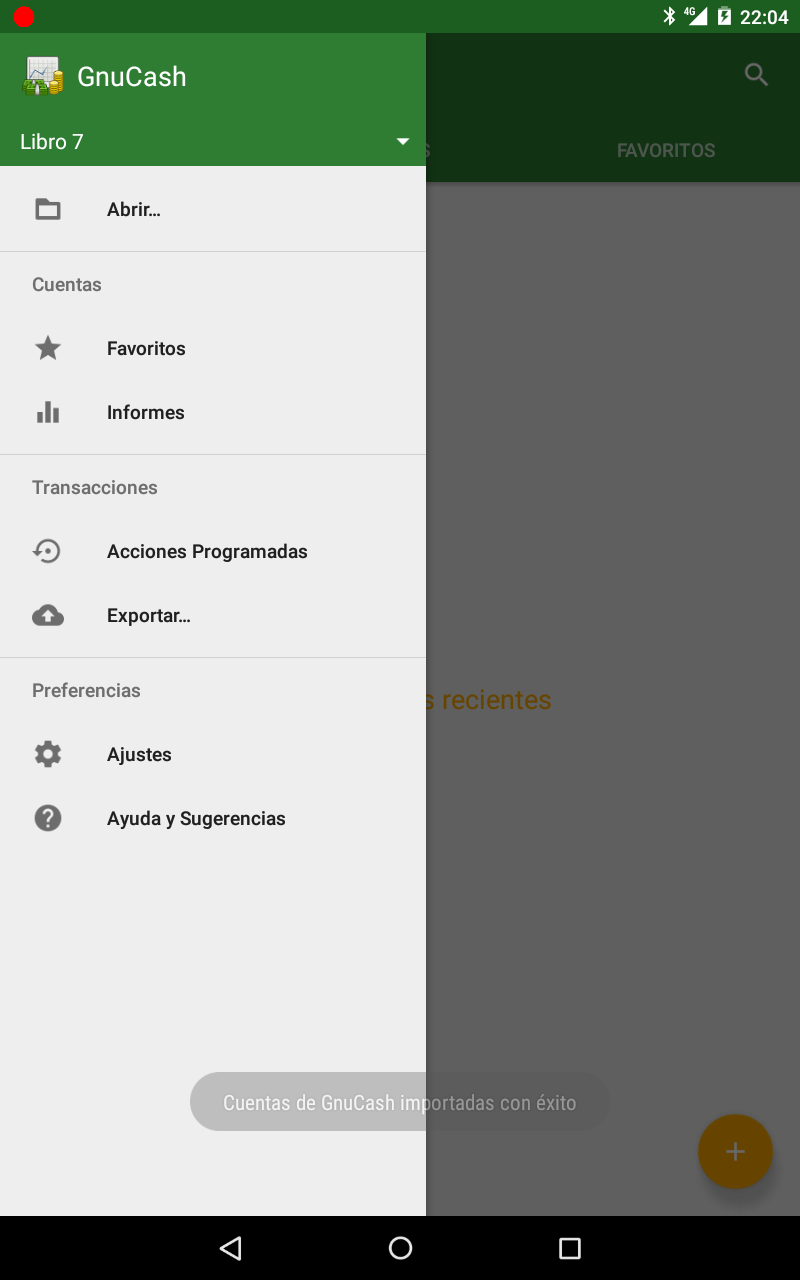 4G 22:04
GnuCash
Libro 7
S
FAVORITOS
Abrir...
Cuentas
Favoritos
Informes
Transacciones
Acciones Programadas
Exportar...
Preferencias
s recientes
Ajustes
Ayuda y Sugerencias
Cuentas de GnuCash importadas con éxito